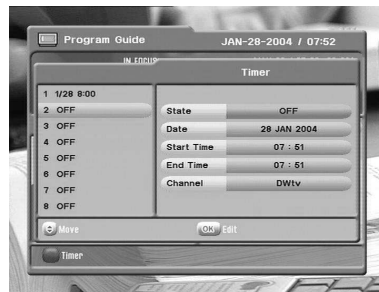 Program Guide JAN-28-2004 / 07:52
IN FOCUS
Timer
1 1/28 8:00
2 OFF
3 OFF
4 OFF
5 OFF
6 OFF
7 OFF
8 OFF
State OFF
Date 28 JAN 2004
Start Time 07 : 51
End Time 07 : 51
Channel DWtv
Move OK Edit
Timer